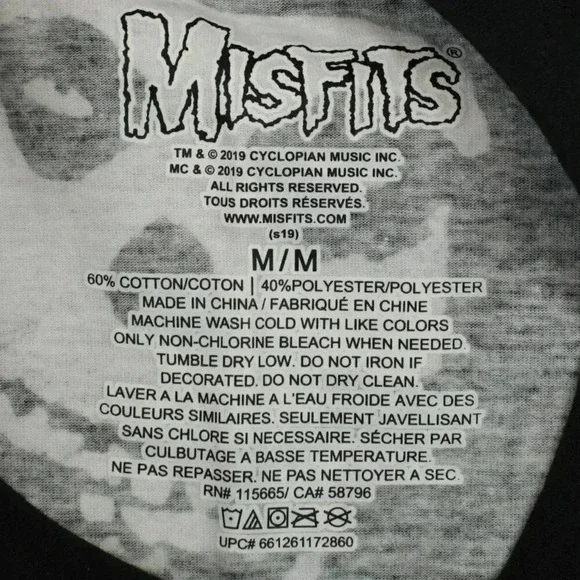 MISFITS®
TM & © 2019 CYCLOPIAN MUSIC INC.
MC & © 2019 CYCLOPIAN MUSIC INC.
ALL RIGHTS RESERVED.
TOUS DROITS RÉSERVÉS.
WWW.MISFITS.COM
(s19)
M/M
60% COTTON/COTON | 40%POLYESTER/POLYESTER
MADE IN CHINA / FABRIQUÉ EN CHINE
MACHINE WASH COLD WITH LIKE COLORS
ONLY NON-CHLORINE BLEACH WHEN NEEDED.
TUMBLE DRY LOW. DO NOT IRON IF
DECORATED. DO NOT DRY CLEAN.
LAVER A LA MACHINE A L'EAU FROIDE AVEC DES
COULEURS SIMILAIRES. SEULEMENT JAVELLISANT
SANS CHLORE SI NECESSAIRE. SÉCHER PAR
CULBUTAGE A BASSE TEMPERATURE.
NE PAS REPASSER. NE PAS NETTOYER A SEC.
RN# 115665/ CA# 58796
UPC# 661261172860